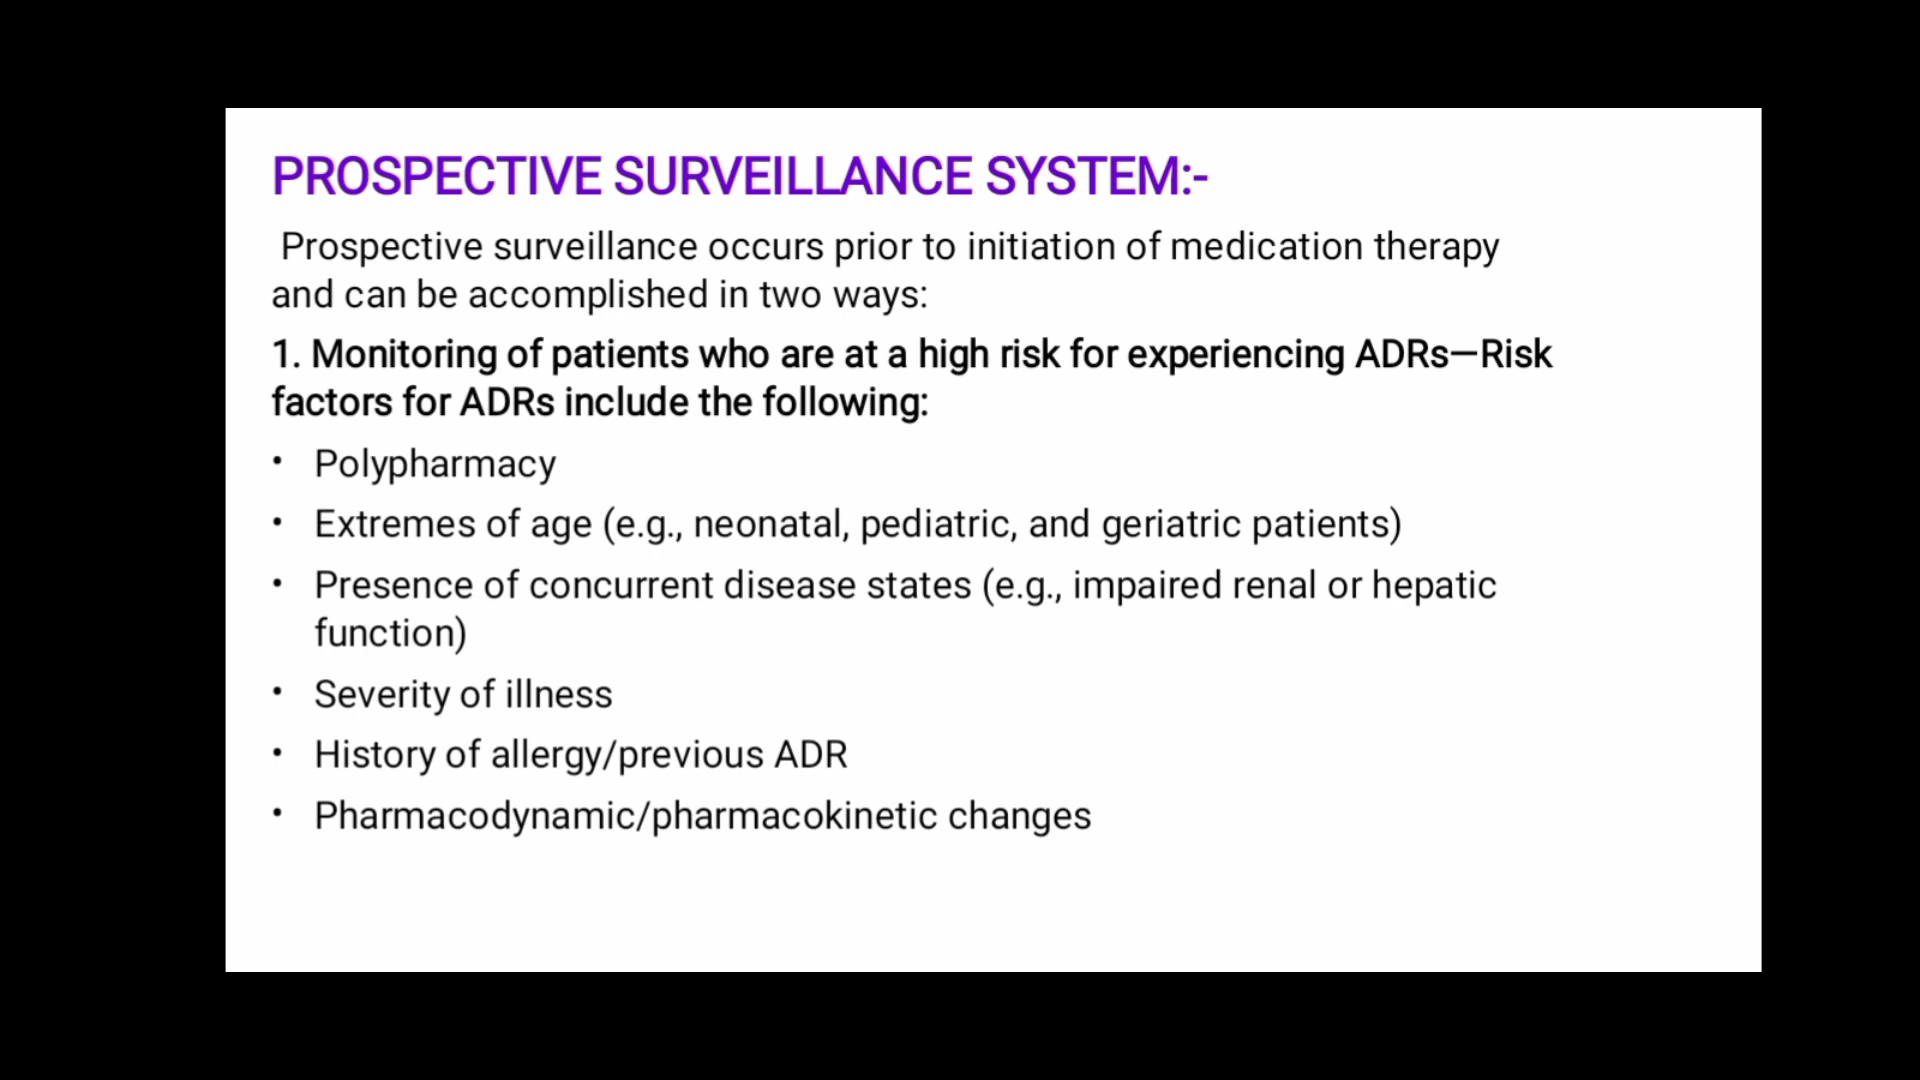 PROSPECTIVE SURVEILLANCE SYSTEM:-
Prospective surveillance occurs prior to initiation of medication therapy
and can be accomplished in two ways:
1. Monitoring of patients who are at a high risk for experiencing ADRs—Risk
factors for ADRs include the following:
• Polypharmacy
• Extremes of age (e.g., neonatal, pediatric, and geriatric patients)
• Presence of concurrent disease states (e.g., impaired renal or hepatic
function)
• Severity of illness
• History of allergy/previous ADR
• Pharmacodynamic/pharmacokinetic changes